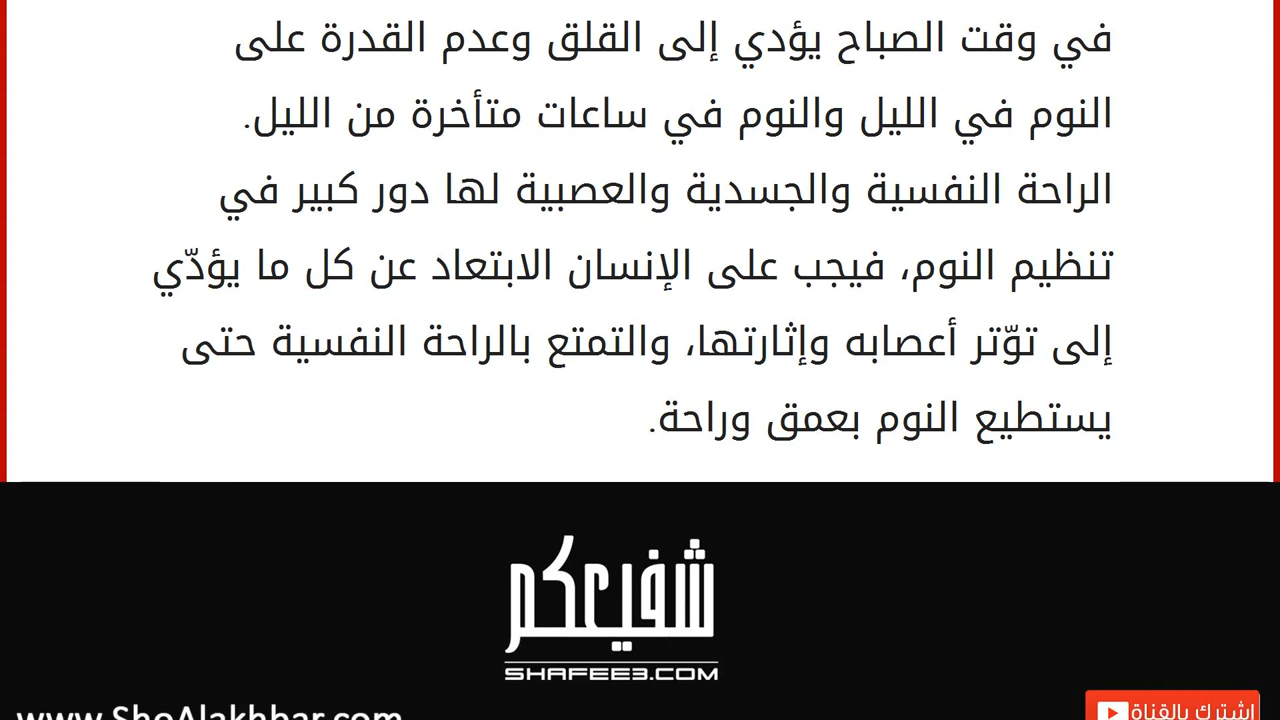 في وقت الصباح يؤدي إلى القلق وعدم القدرة على
النوم في الليل والنوم في ساعات متأخرة من الليل.
الراحة النفسية والجسدية والعصبية لها دور كبير في
تنظيم النوم، فيجب على الإنسان الابتعاد عن كل ما يؤدّي
إلى توّتر أعصابه وإثارتها، والتمتع بالراحة النفسية حتى
يستطيع النوم بعمق وراحة.
شفيعكم
SHAFEE3.COM
www.ShoAlakhbar.com
إشترك بالقناة